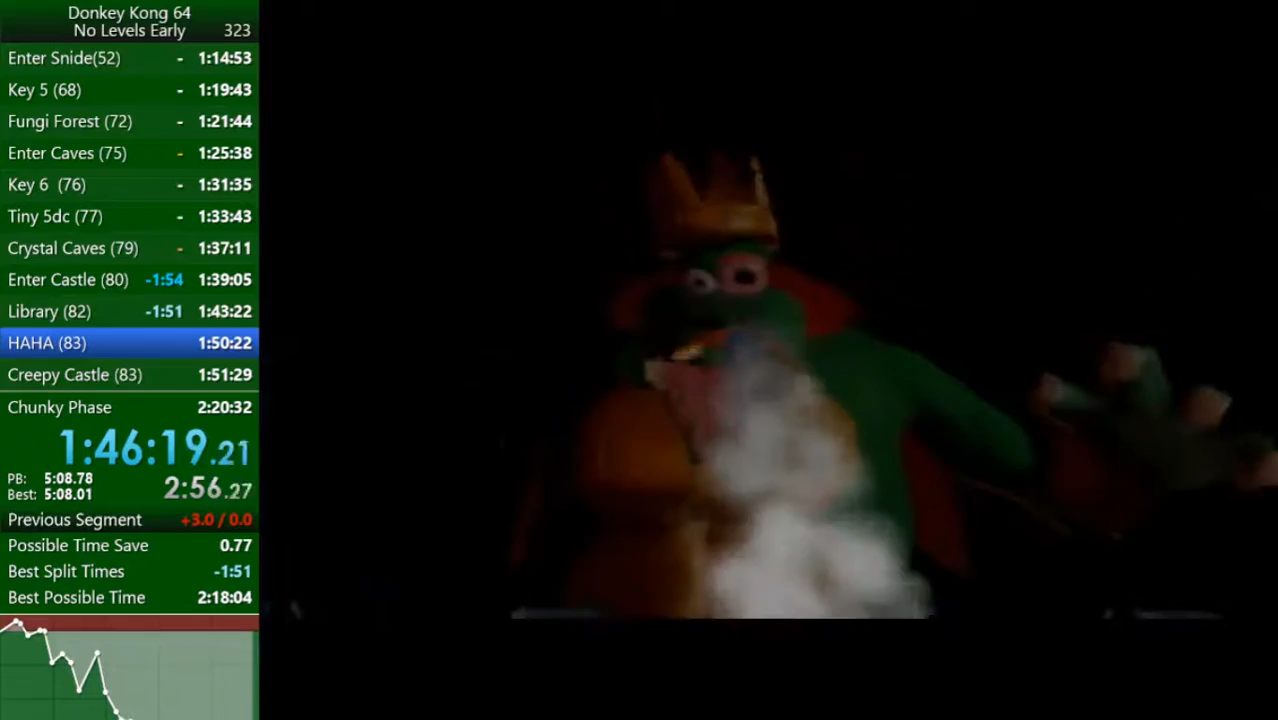 Donkey Kong 64
No Levels Early 323
Enter Snide(52) - 1:14:53
Key 5 (68) - 1:19:43
Fungi Forest (72) - 1:21:44
Enter Caves (75) - 1:25:38
Key 6 (76) - 1:31:35
Tiny 5dc (77) - 1:33:43
Crystal Caves (79) - 1:37:11
Enter Castle (80) -1:54 1:39:05
Library (82) -1:51 1:43:22
HAHA (83) 1:50:22
Creepy Castle (83) 1:51:29
Chunky Phase 2:20:32
1:46:19.21
PB: 5:08.78
Best: 5:08.01 2:56.27
Previous Segment +3.0 / 0.0
Possible Time Save 0.77
Best Split Times -1:51
Best Possible Time 2:18:04